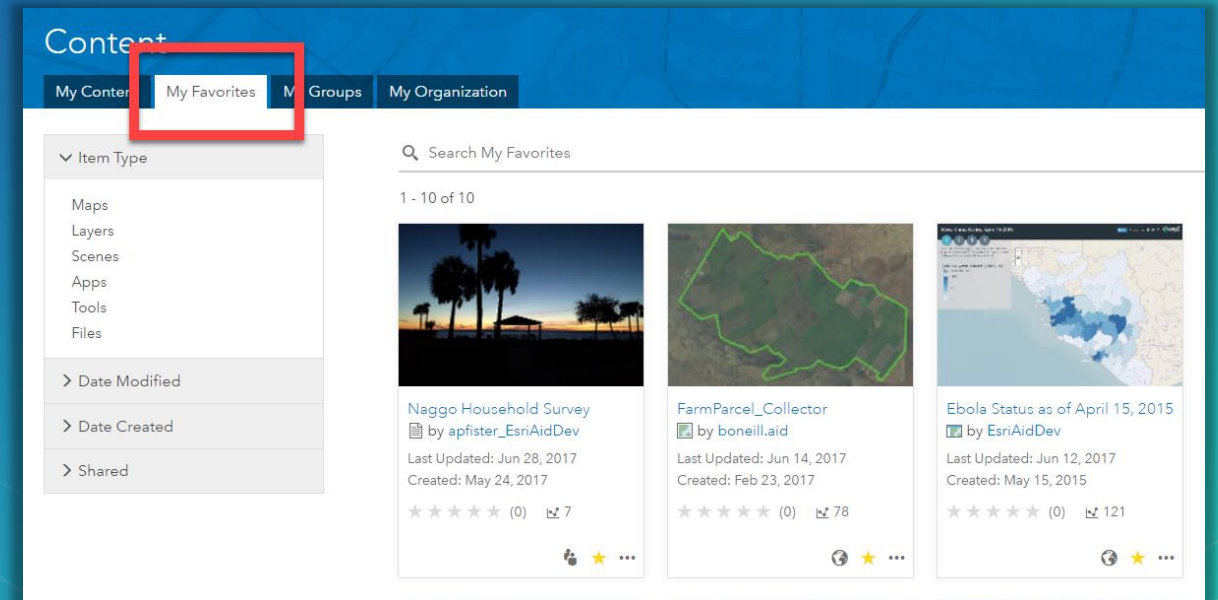 Content
My Content My Favorites My Groups My Organization
Item Type
Maps
Layers
Scenes
Apps
Tools
Files
Date Modified
Date Created
Shared
Search My Favorites
1 - 10 of 10
Naggo Household Survey
by apfister_EsriAidDev
Last Updated: Jun 28, 2017
Created: May 24, 2017
(0) 7
FarmParcel_Collector
by boneill.aid
Last Updated: Jun 14, 2017
Created: Feb 23, 2017
(0) 78
Ebola Status as of April 15, 2015
by EsriAidDev
Last Updated: Jun 12, 2017
Created: May 15, 2015
(0) 121